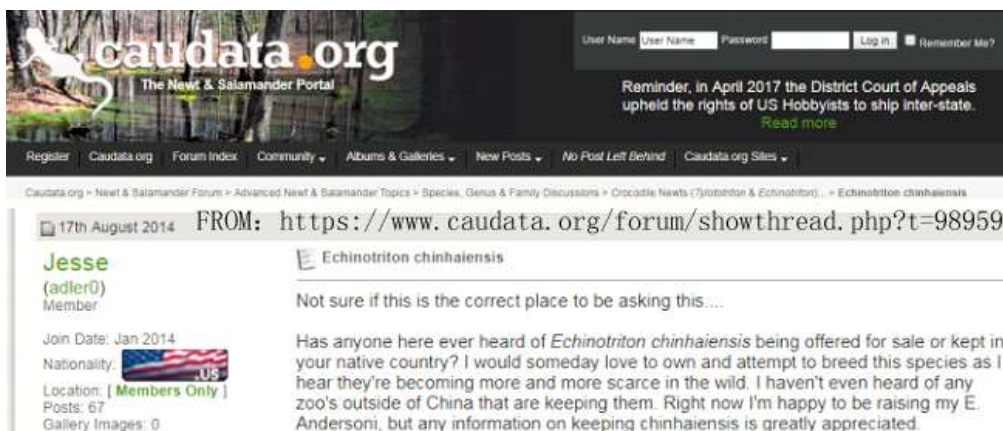 caudata.org
The Newt & Salamander Portal
User Name User Name Password Log in Remember Me?
Reminder, in April 2017 the District Court of Appeals
upheld the rights of US Hobbyists to ship inter-state.
Read more
Register Caudata.org Forum Index Community Albums & Galleries New Posts No Post Left Behind Caudata.org Sites
Caudata.org > Newt & Salamander Forum > Advanced Newt & Salamander Topics > Species, Genus & Family Discussions > Crocodile Newts (Tylototriton & Echinotriton)... > Echinotriton chinhaiensis
17th August 2014 FROM: https://www.caudata.org/forum/showthread.php?t=98959
Jesse
(adler0)
Member
Join Date: Jan 2014
Nationality: .US
Location: [ Members Only ]
Posts: 67
Gallery Images: 0
Echinotriton chinhaiensis
Not sure if this is the correct place to be asking this....
Has anyone here ever heard of Echinotriton chinhaiensis being offered for sale or kept in
your native country? I would someday love to own and attempt to breed this species as I
hear they're becoming more and more scarce in the wild. I haven't even heard of any
zoo's outside of China that are keeping them. Right now I'm happy to be raising my E.
Andersoni, but any information on keeping chinhaiensis is greatly appreciated.